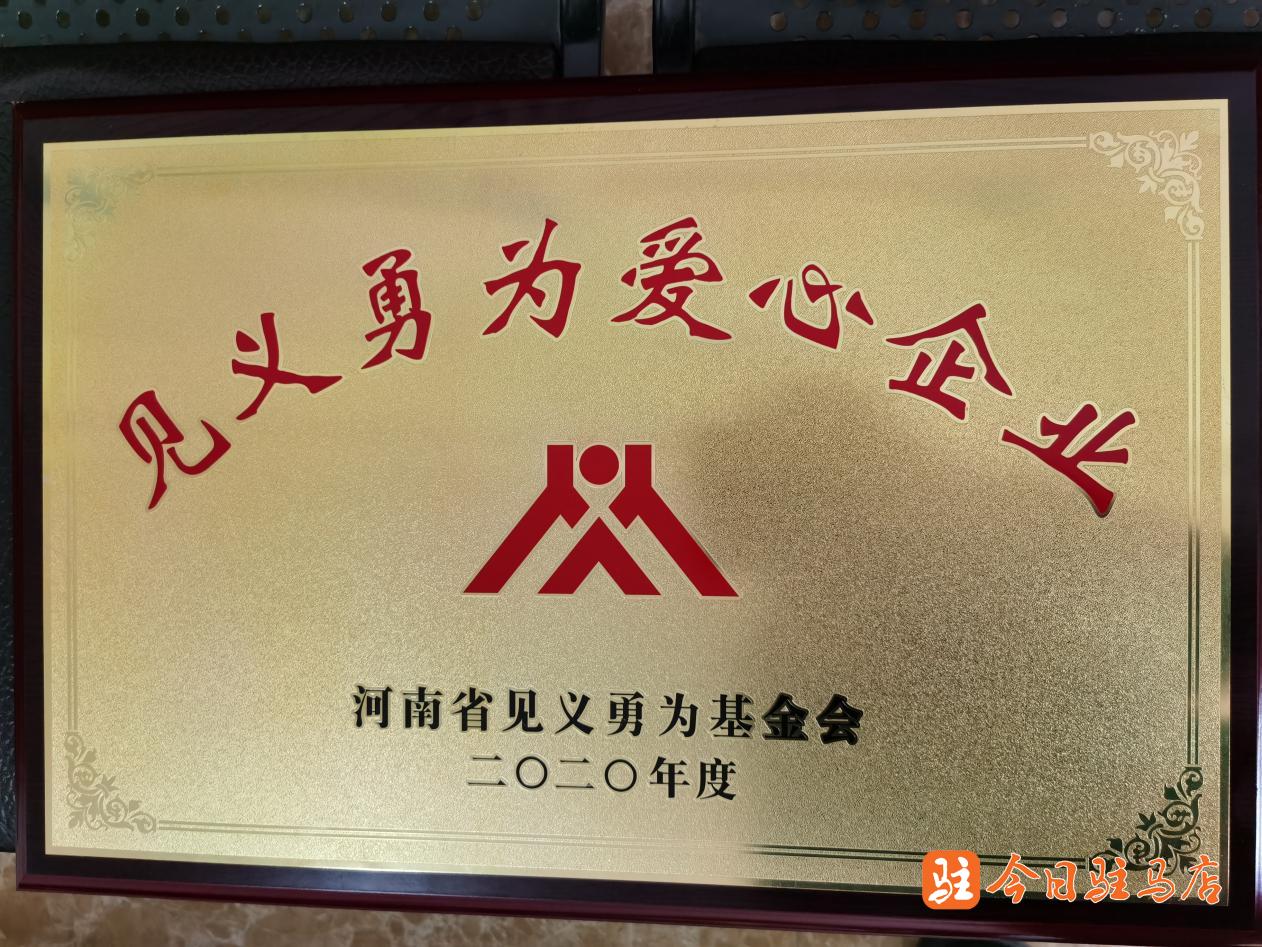 见义勇为爱心企业
河南省见义勇为基金会
二〇二〇年度
驻 今日驻马店